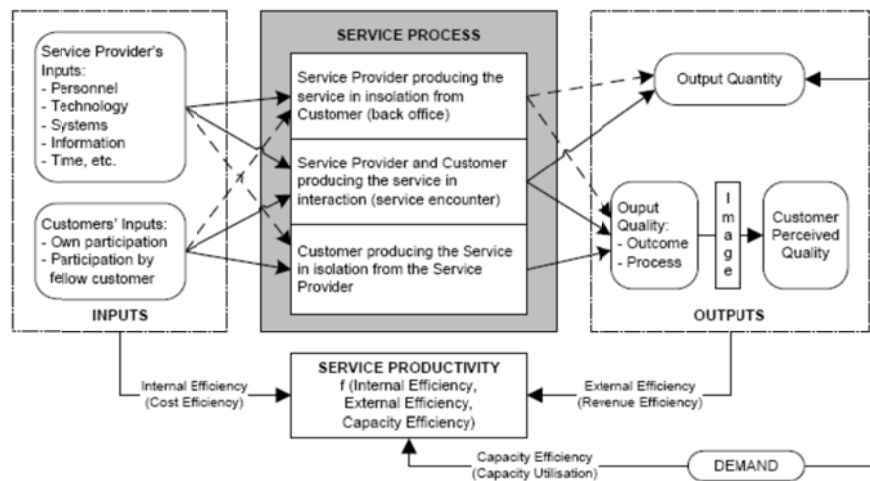 Service Provider's
Inputs:
- Personnel
- Technology
- Systems
- Information
- Time, etc.
Customers' Inputs:
- Own participation
- Participation by
fellow customer
INPUTS
SERVICE PROCESS
Service Provider producing the
service in insolation from
Customer (back office)
Service Provider and Customer
producing the service in
interaction (service encounter)
Customer producing the Service
in isolation from the Service
Provider
Output Quantity
Ouput
Quality:
- Outcome
- Process
Image
Customer
Perceived
Quality
OUTPUTS
Internal Efficiency
(Cost Efficiency)
SERVICE PRODUCTIVITY
f (Internal Efficiency,
External Efficiency,
Capacity Efficiency)
External Efficiency
(Revenue Efficiency)
Capacity Efficiency
(Capacity Utilisation)
DEMAND